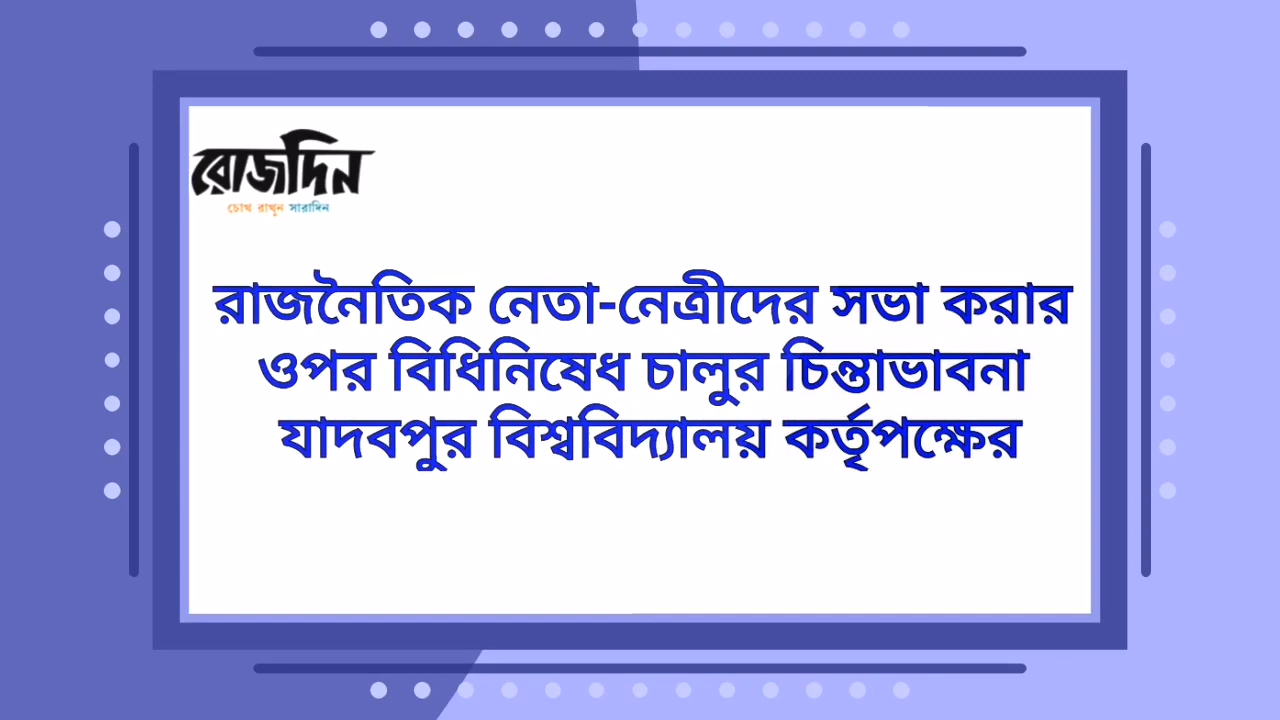 রোজদিন
চোখ রাখুন সারাদিন
রাজনৈতিক নেতা-নেত্রীদের সভা করার
ওপর বিধিনিষেধ চালুর চিন্তাভাবনা
যাদবপুর বিশ্ববিদ্যালয় কর্তৃপক্ষের